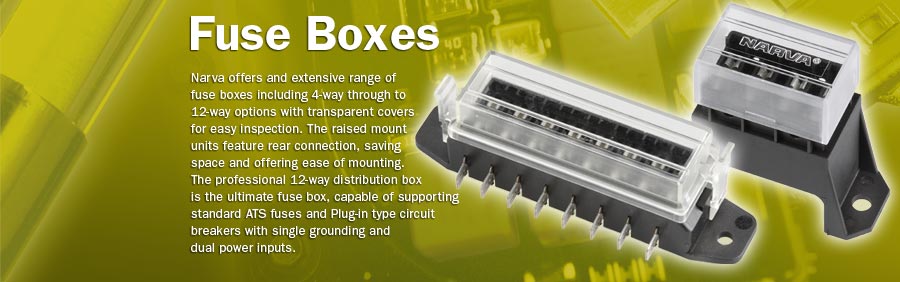 Fuse Boxes
Narva offers and extensive range of
fuse boxes including 4-way through to
12-way options with transparent covers
for easy inspection. The raised mount
units feature rear connection, saving
space and offering ease of mounting.
The professional 12-way distribution box
is the ultimate fuse box, capable of supporting
standard ATS fuses and Plug-in type circuit
breakers with single grounding and
dual power inputs.
NARVA®